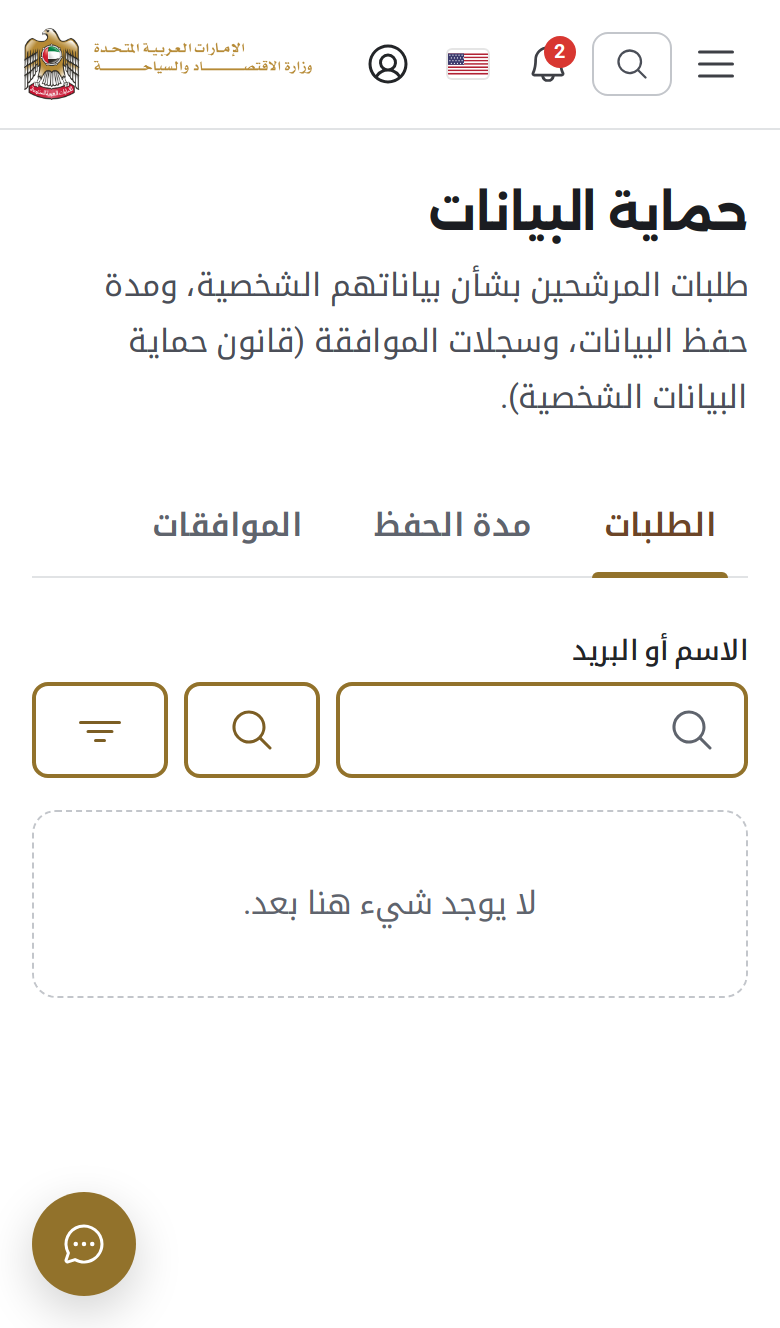 الإمارات العربية المتحدة
وزارة الاقتصاد والسياحة
2
حماية البيانات
طلبات المرشحين بشأن بياناتهم الشخصية، ومدة
حفظ البيانات، وسجلات الموافقة (قانون حماية
البيانات الشخصية).
الطلبات
مدة الحفظ
الموافقات
الاسم أو البريد
لا يوجد شيء هنا بعد.